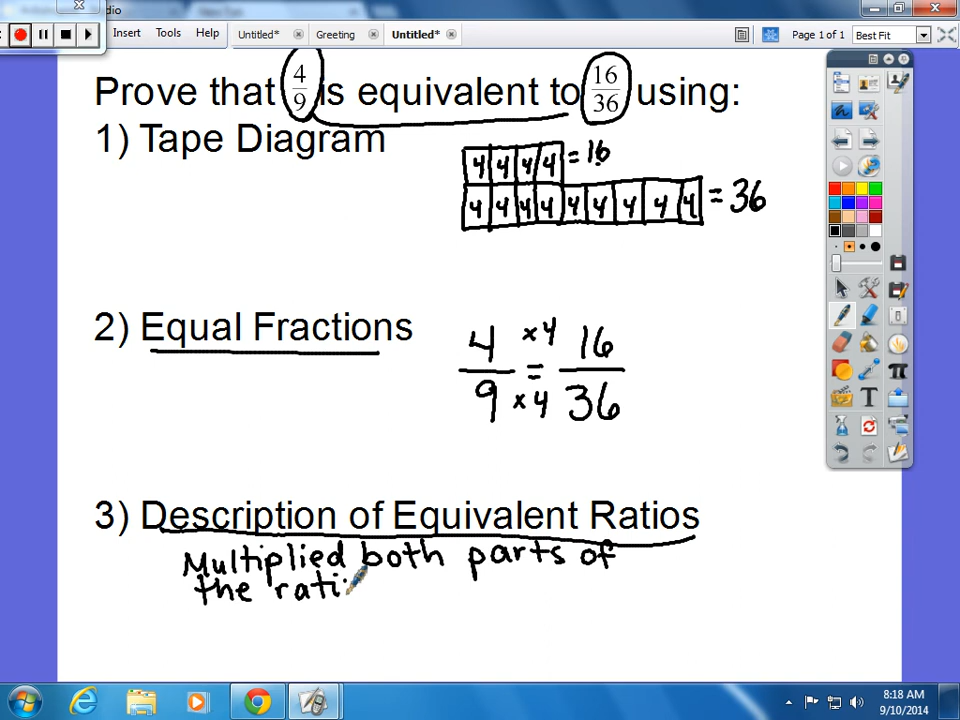 dio
Insert Tools Help Untitled* Greeting Untitled* Page 1 of 1 Best Fit
Prove that 4/9 is equivalent to 16/36 using:
1) Tape Diagram
4 4 4 4 = 16
4 4 4 4 4 4 4 4 4 = 36
2) Equal Fractions
4 ×4 16
=
9 ×4 36
3) Description of Equivalent Ratios
Multiplied both parts of
the rati
8:18 AM
9/10/2014